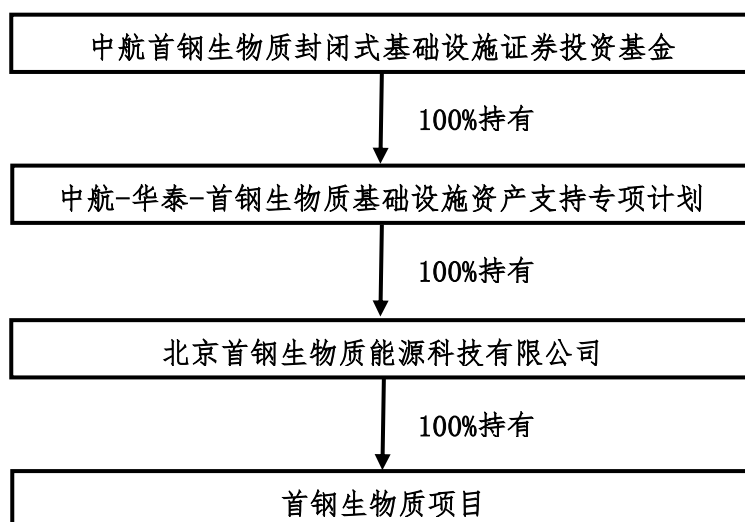 中航首钢生物质封闭式基础设施证券投资基金
100%持有
中航-华泰-首钢生物质基础设施资产支持专项计划
100%持有
北京首钢生物质能源科技有限公司
100%持有
首钢生物质项目